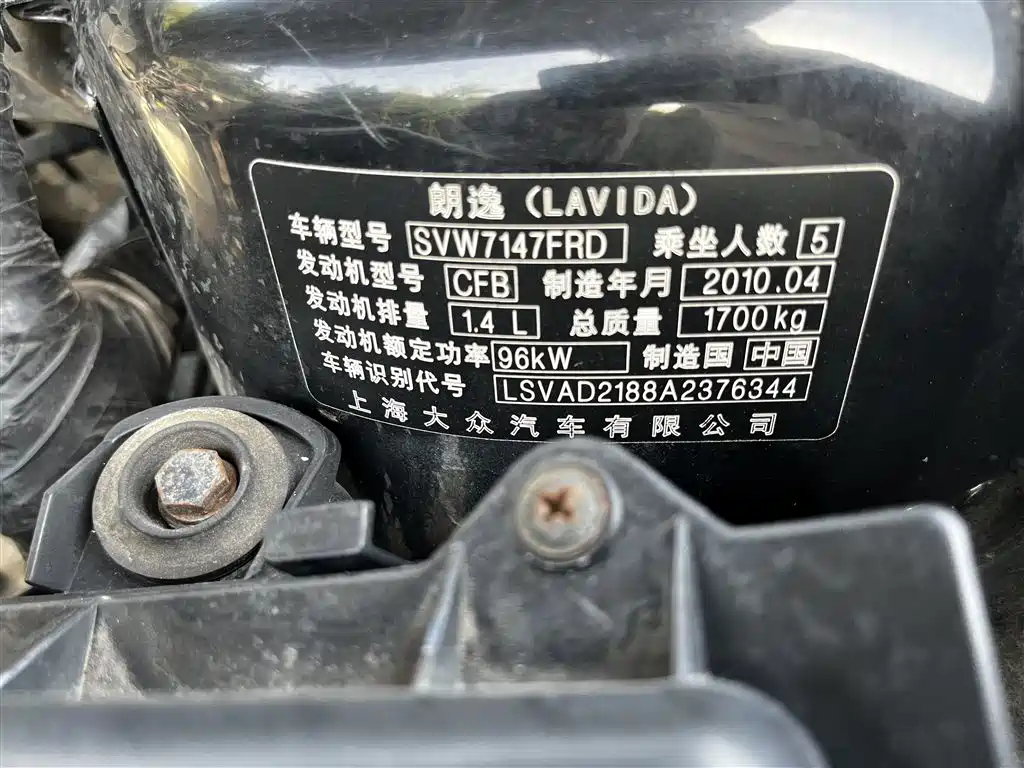 朗逸（LAVIDA）
车辆型号 SVW7147FRD 乘坐人数 5
发动机型号 CFB 制造年月 2010.04
发动机排量 1.4 L 总质量 1700kg
发动机额定功率 96kW 制造国 中国
车辆识别代号 LSVAD2188A2376344
上海大众汽车有限公司